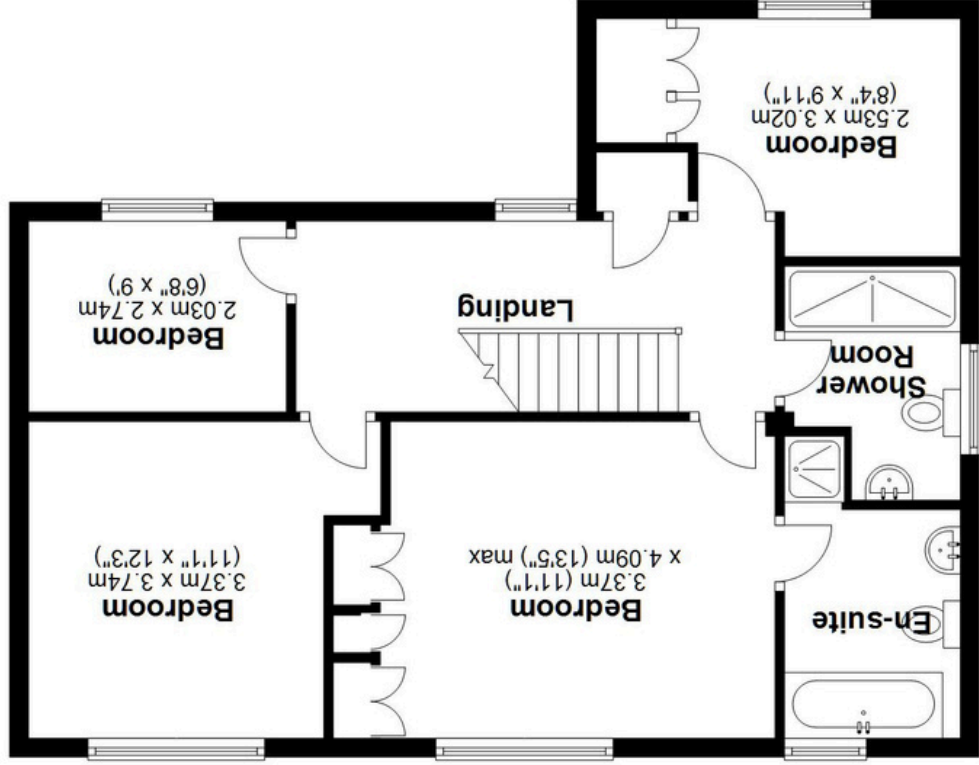 En-suite
Bedroom
3.37m (11'1")
x 4.09m (13'5") max
Bedroom
3.37m x 3.74m
(11'1" x 12'3")
Shower
Room
Landing
Bedroom
2.03m x 2.74m
(6'8" x 9')
Bedroom
2.53m x 3.02m
(8'4" x 9'11")